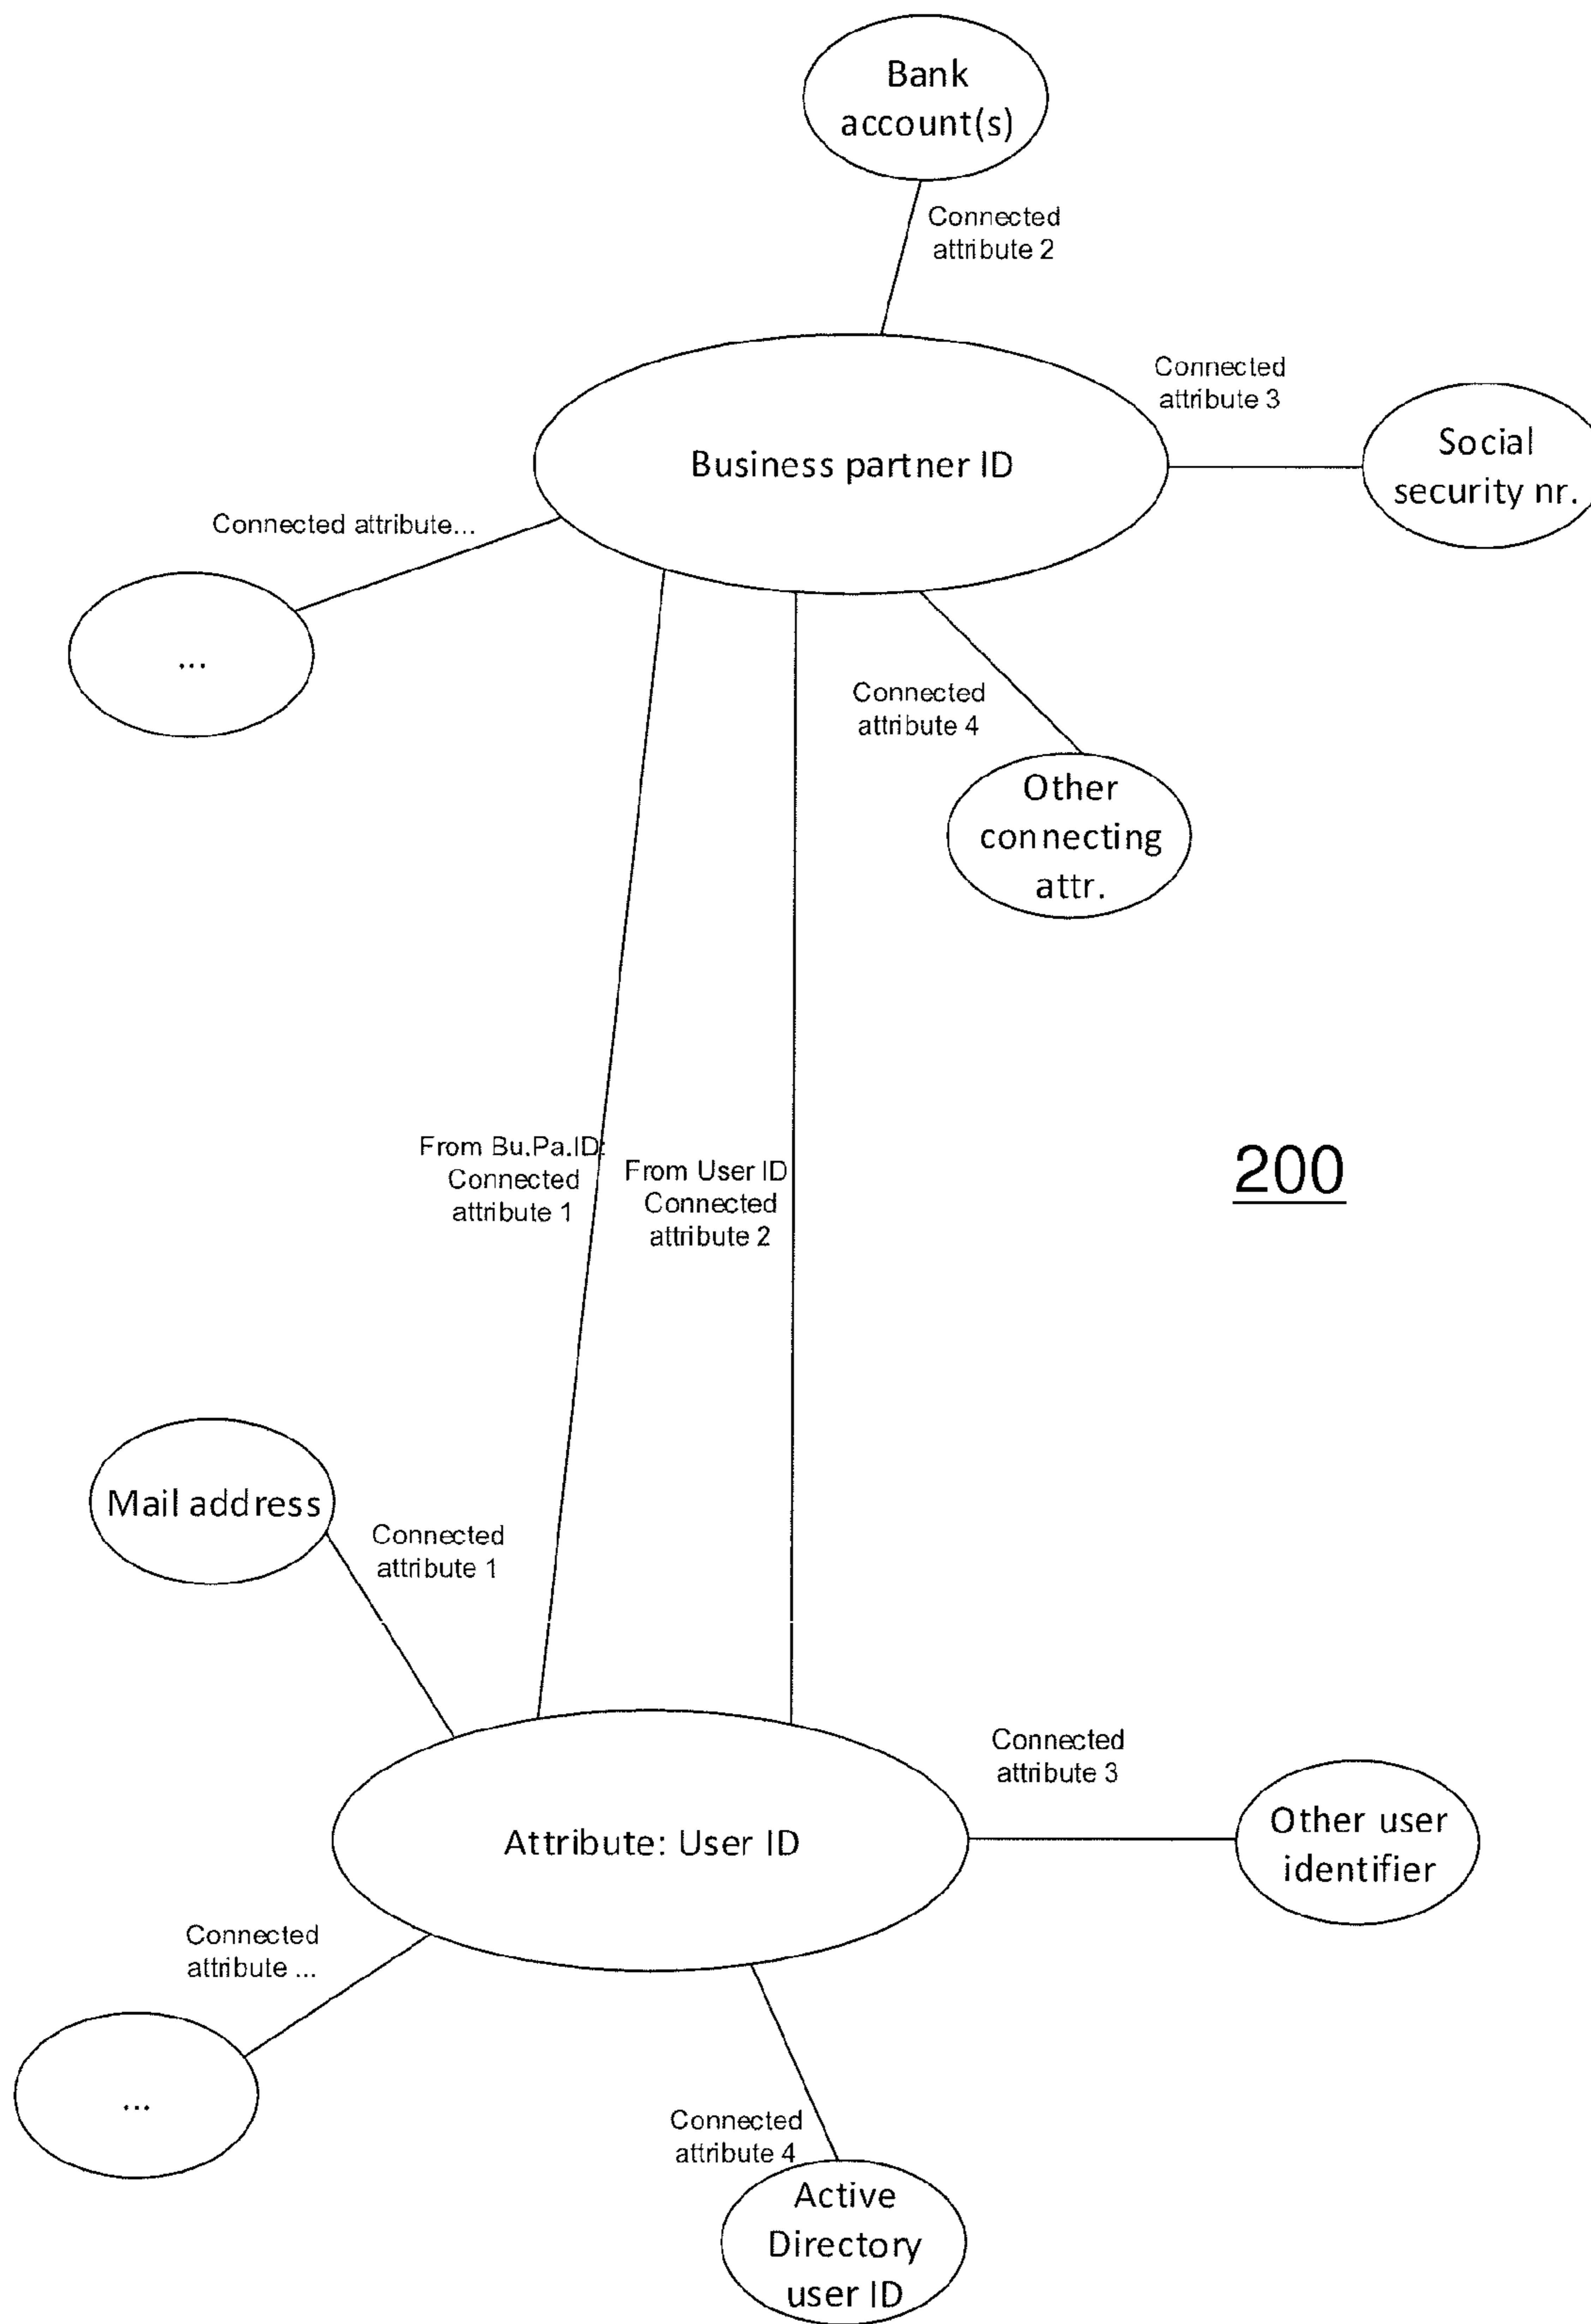 Bank
account(s)
Connected
attribute 2
Connected
attribute 3
Business partner ID
Social
security nr.
Connected attribute...
...
Connected
attribute 4
Other
connecting
attr.
From Bu.Pa.ID:
Connected
attribute 1
From User ID
Connected
attribute 2
200
Mail address
Connected
attribute 1
Connected
attribute 3
Attribute: User ID
Other user
identifier
Connected
attribute ...
...
Connected
attribute 4
Active
Directory
user ID